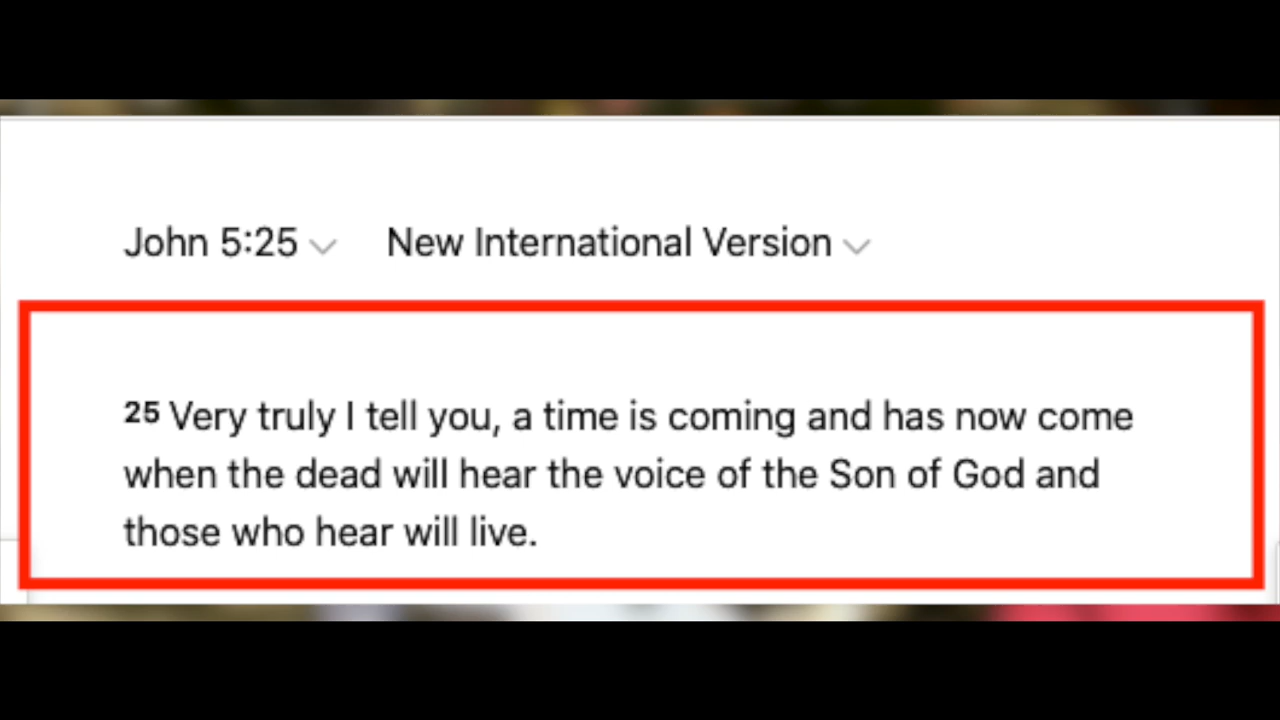 John 5:25 New International Version
25 Very truly I tell you, a time is coming and has now come
when the dead will hear the voice of the Son of God and
those who hear will live.